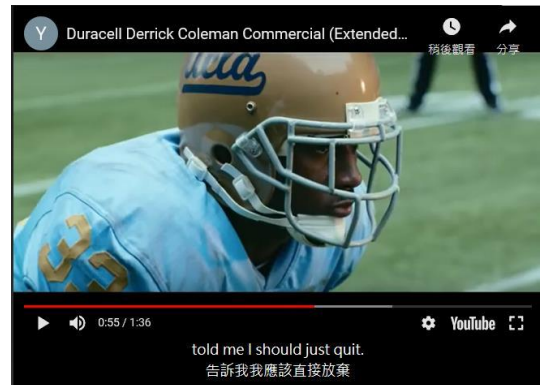 Y Duracell Derrick Coleman Commercial (Extended...
稍後觀看 分享
ucla
33
0:55 / 1:36 YouTube
told me I should just quit.
告訴我我應該直接放棄